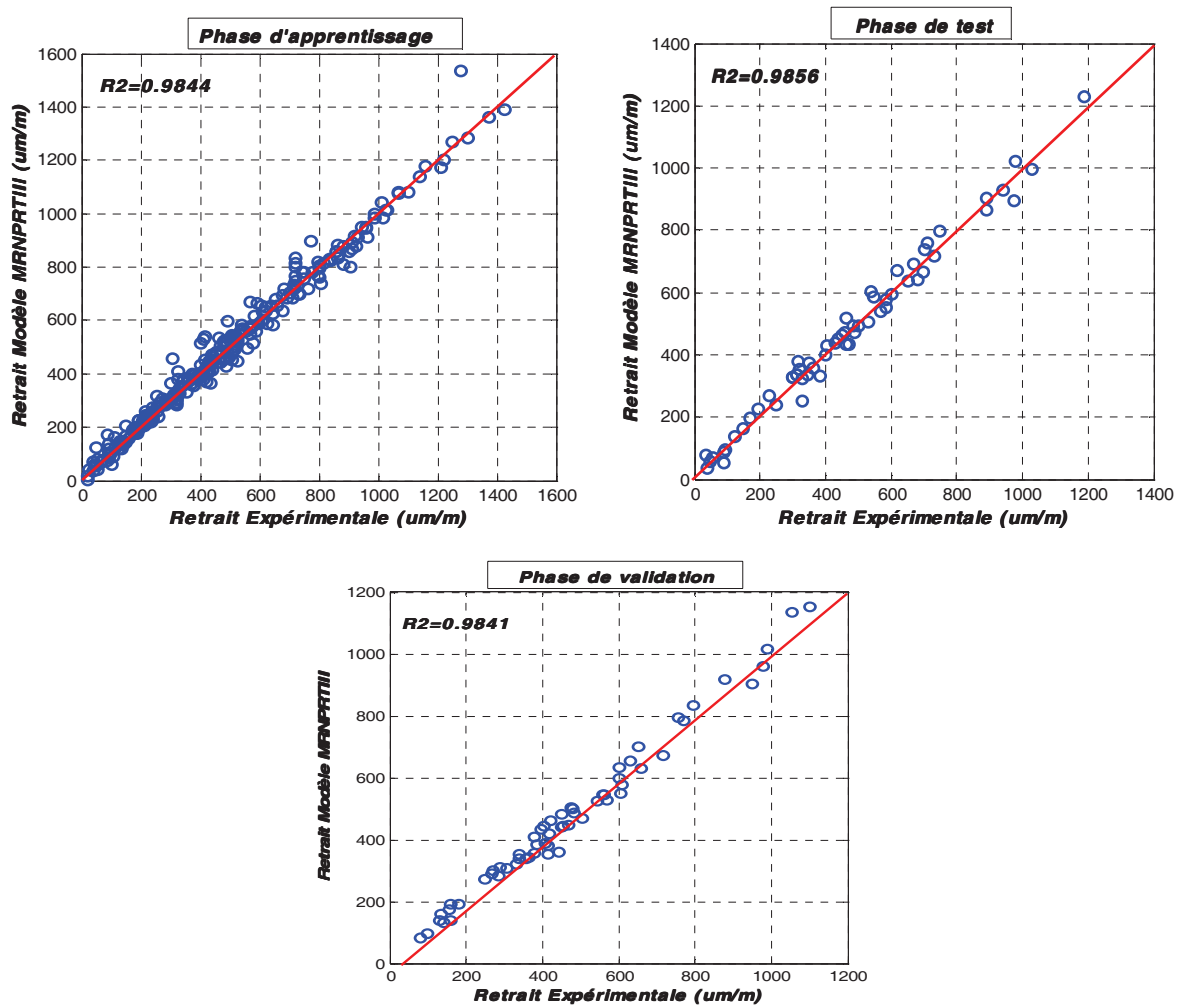 Phase d'apprentissage
R2=0.9844
Retrait Modèle MRNPRTIII (um/m)
1600
1400
1200
1000
800
600
400
200
0
0 200 400 600 800 1000 1200 1400 1600
Retrait Expérimentale (um/m)
Phase de test
R2=0.9856
Retrait Modèle MRNPRTIII (um/m)
1400
1200
1000
800
600
400
200
0
200 400 600 800 1000 1200 1400
Retrait Expérimentale (um/m)
Phase de validation
R2=0.9841
Retrait Modèle MRNPRTIII
1200
1000
800
600
400
200
0
0 200 400 600 800 1000 1200
Retrait Expérimentale (um/m)